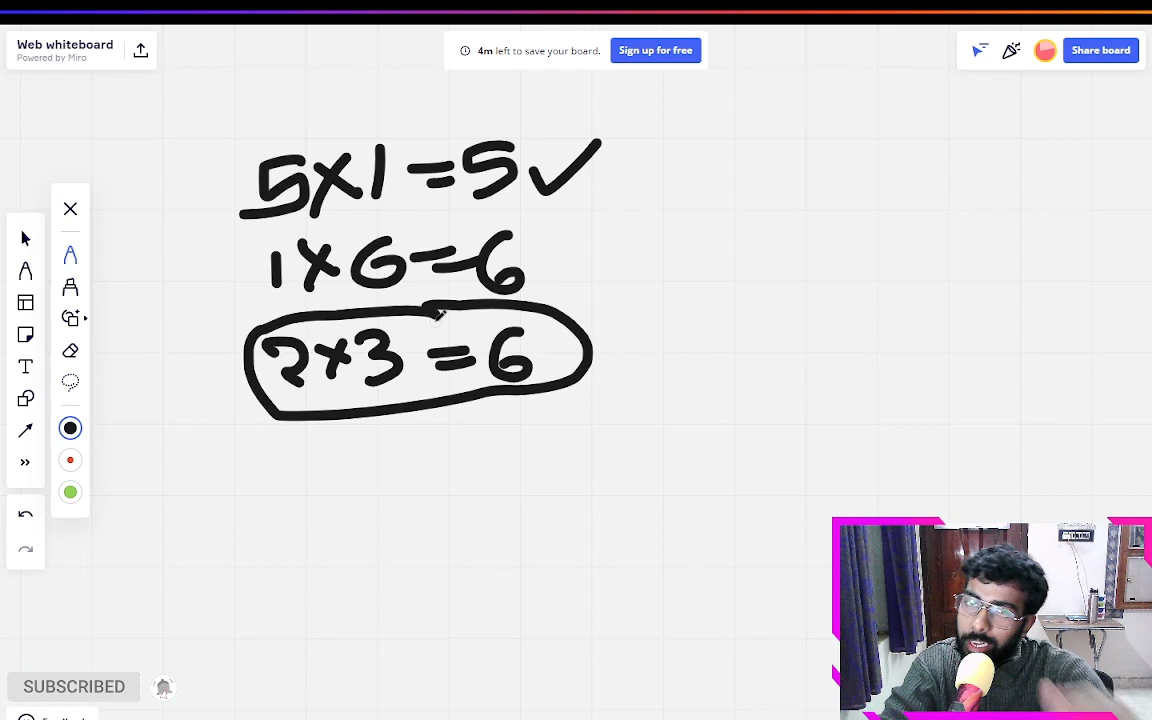 Web whiteboard
Powered by Miro
4m left to save your board.
Sign up for free
Share board
5x1=5✓
1x6=6
2x3=6
T
SUBSCRIBED